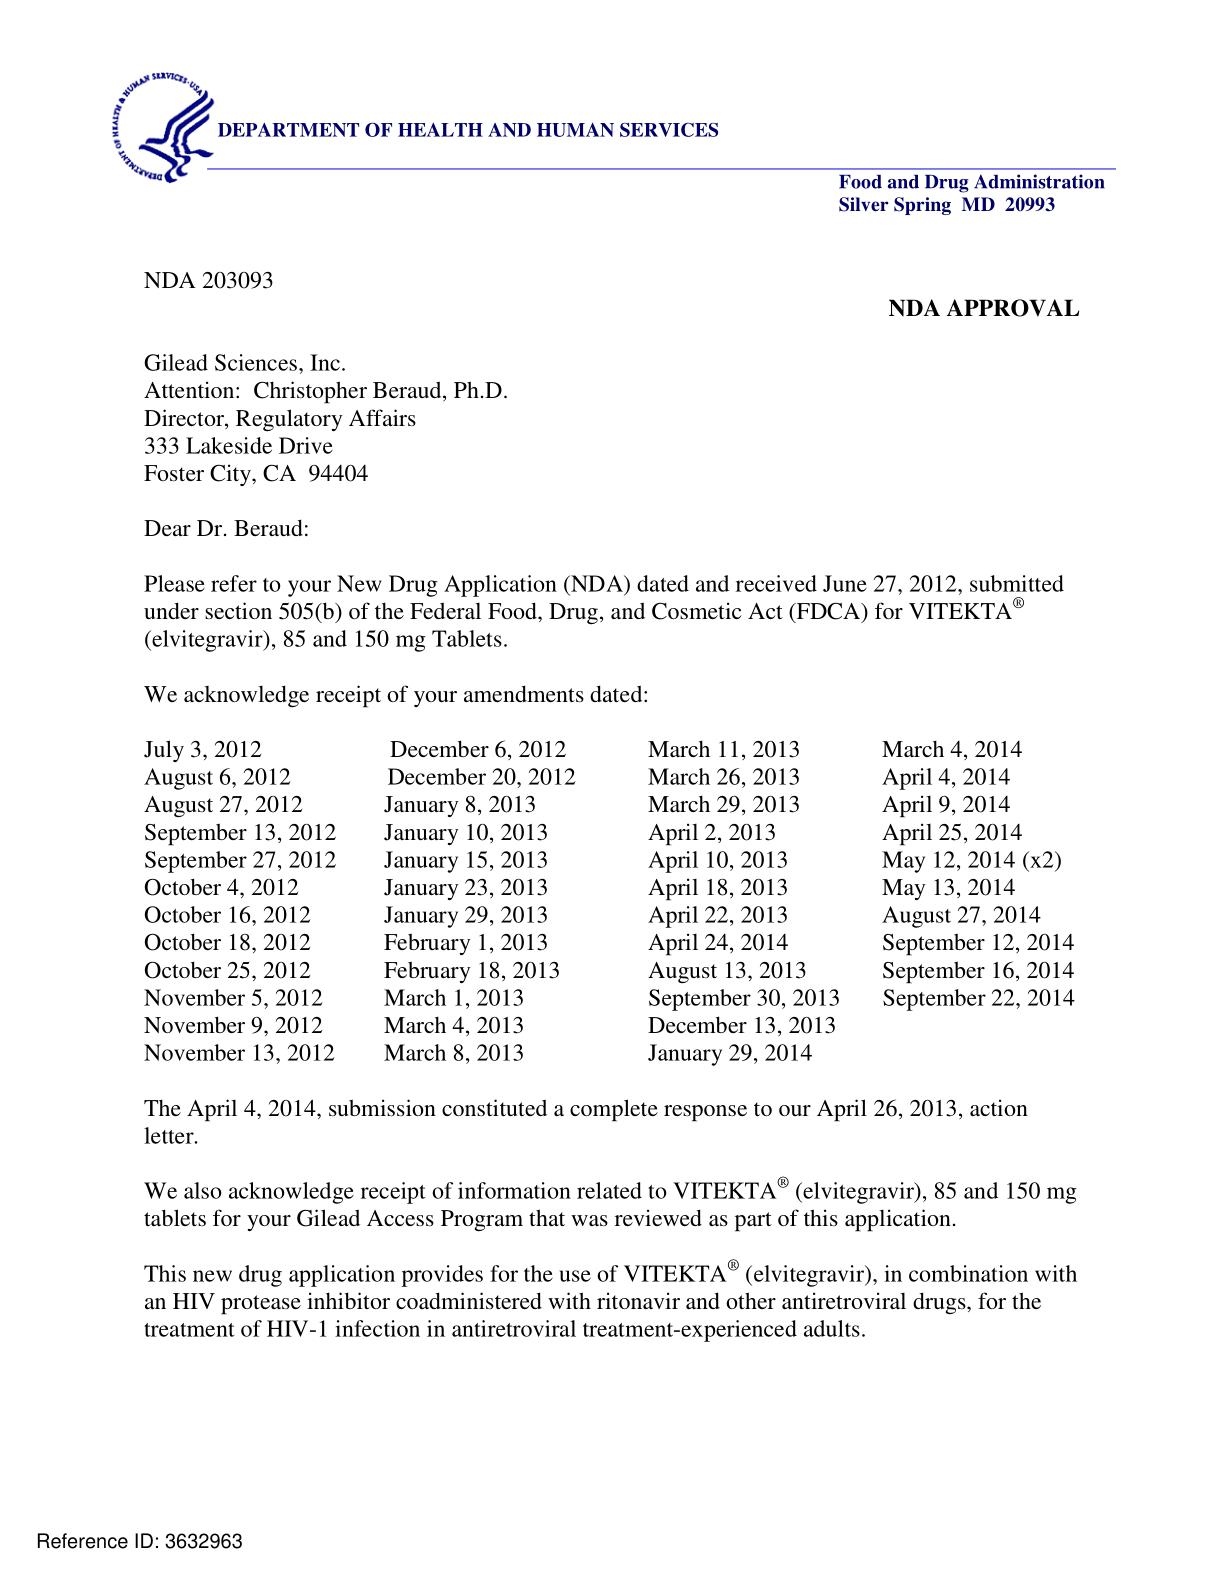 DEPARTMENT OF HEALTH & HUMAN SERVICES·USA
DEPARTMENT OF HEALTH AND HUMAN SERVICES
Food and Drug Administration
Silver Spring MD 20993
NDA 203093
NDA APPROVAL
Gilead Sciences, Inc.
Attention: Christopher Beraud, Ph.D.
Director, Regulatory Affairs
333 Lakeside Drive
Foster City, CA 94404
Dear Dr. Beraud:
Please refer to your New Drug Application (NDA) dated and received June 27, 2012, submitted
under section 505(b) of the Federal Food, Drug, and Cosmetic Act (FDCA) for VITEKTA®
(elvitegravir), 85 and 150 mg Tablets.
We acknowledge receipt of your amendments dated:
July 3, 2012 December 6, 2012 March 11, 2013 March 4, 2014
August 6, 2012 December 20, 2012 March 26, 2013 April 4, 2014
August 27, 2012 January 8, 2013 March 29, 2013 April 9, 2014
September 13, 2012 January 10, 2013 April 2, 2013 April 25, 2014
September 27, 2012 January 15, 2013 April 10, 2013 May 12, 2014 (x2)
October 4, 2012 January 23, 2013 April 18, 2013 May 13, 2014
October 16, 2012 January 29, 2013 April 22, 2013 August 27, 2014
October 18, 2012 February 1, 2013 April 24, 2014 September 12, 2014
October 25, 2012 February 18, 2013 August 13, 2013 September 16, 2014
November 5, 2012 March 1, 2013 September 30, 2013 September 22, 2014
November 9, 2012 March 4, 2013 December 13, 2013
November 13, 2012 March 8, 2013 January 29, 2014
The April 4, 2014, submission constituted a complete response to our April 26, 2013, action
letter.
We also acknowledge receipt of information related to VITEKTA® (elvitegravir), 85 and 150 mg
tablets for your Gilead Access Program that was reviewed as part of this application.
This new drug application provides for the use of VITEKTA® (elvitegravir), in combination with
an HIV protease inhibitor coadministered with ritonavir and other antiretroviral drugs, for the
treatment of HIV-1 infection in antiretroviral treatment-experienced adults.
Reference ID: 3632963